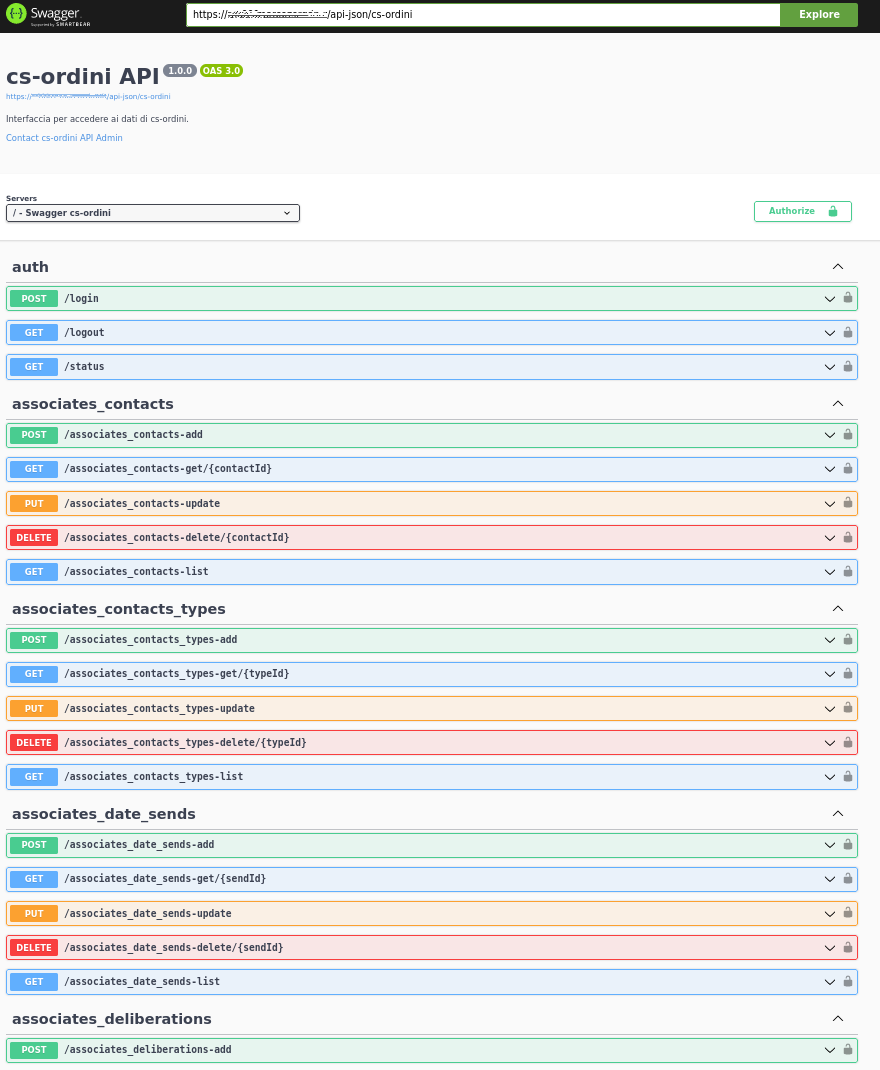 Swagger.
Supported by SMARTBEAR
https:// /api-json/cs-ordini
Explore
cs-ordini API 1.0.0 OAS 3.0
https:// /api-json/cs-ordini
Interfaccia per accedere ai dati di cs-ordini.
Contact cs-ordini API Admin
Servers
/ - Swagger cs-ordini
Authorize
auth
POST /login
GET /logout
GET /status
associates_contacts
POST /associates_contacts-add
GET /associates_contacts-get/{contactId}
PUT /associates_contacts-update
DELETE /associates_contacts-delete/{contactId}
GET /associates_contacts-list
associates_contacts_types
POST /associates_contacts_types-add
GET /associates_contacts_types-get/{typeId}
PUT /associates_contacts_types-update
DELETE /associates_contacts_types-delete/{typeId}
GET /associates_contacts_types-list
associates_date_sends
POST /associates_date_sends-add
GET /associates_date_sends-get/{sendId}
PUT /associates_date_sends-update
DELETE /associates_date_sends-delete/{sendId}
GET /associates_date_sends-list
associates_deliberations
POST /associates_deliberations-add